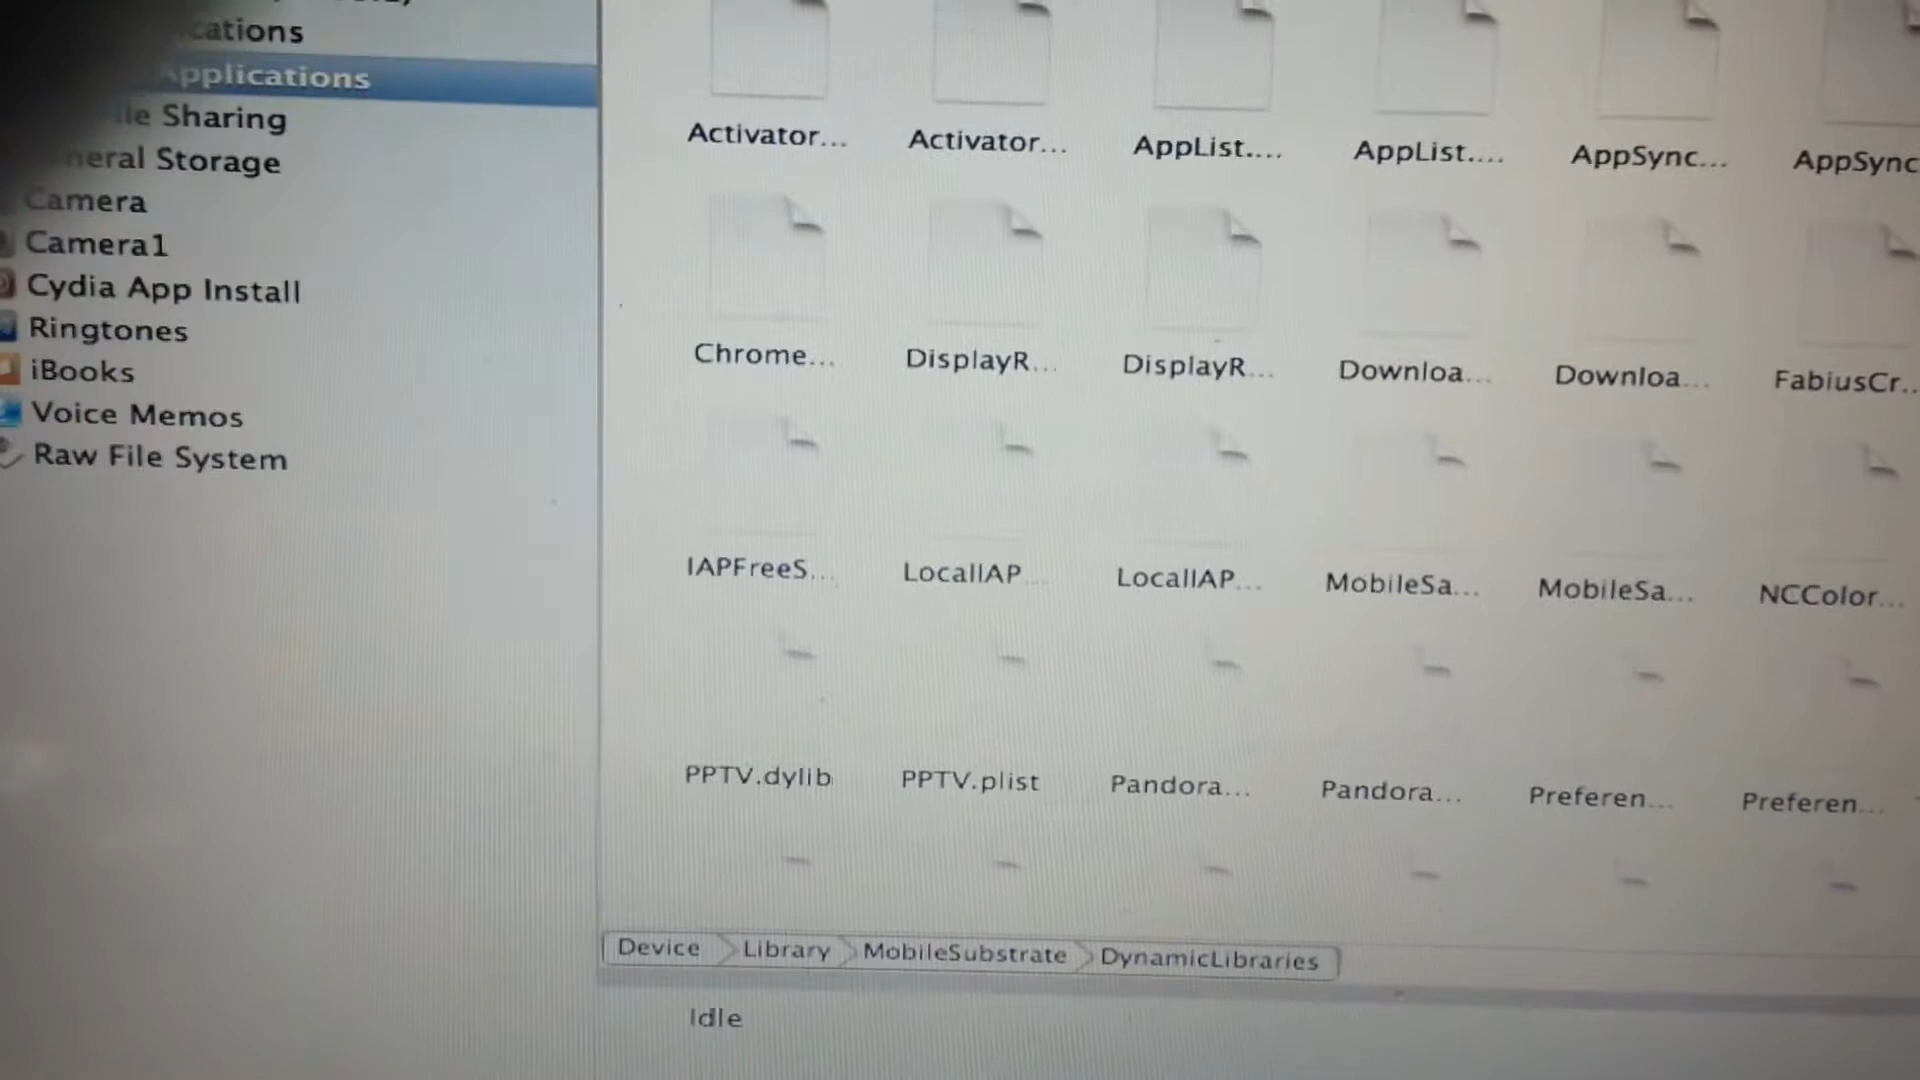 cations
Applications
ile Sharing
neral Storage
Camera
Camera1
Cydia App Install
Ringtones
iBooks
Voice Memos
Raw File System
Activator... Activator... AppList.... AppList.... AppSync... AppSync
Chrome... DisplayR... DisplayR... Downloa... Downloa... FabiusCr...
IAPFreeS... LocalIAP... LocalIAP... MobileSa... MobileSa... NCColor...
PPTV.dylib PPTV.plist Pandora... Pandora... Preferen... Preferen...
Device Library MobileSubstrate DynamicLibraries
Idle